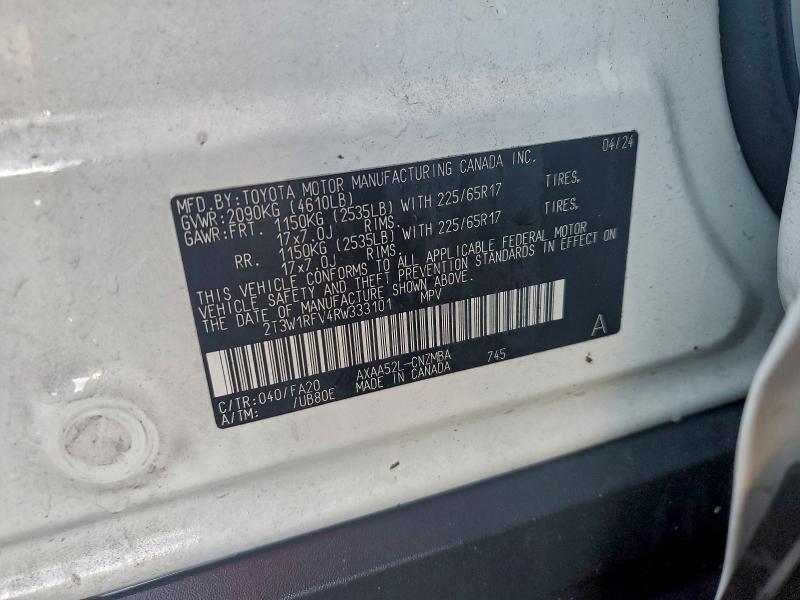 MFD.BY:TOYOTA MOTOR MANUFACTURING CANADA INC. 04/24
GVWR:2090KG (4610LB)
GAWR:FRT. 1150KG (2535LB) WITH 225/65R17 TIRES.
17x7.0J RIMS.
RR. 1150KG (2535LB) WITH 225/65R17 TIRES.
17x7.0J RIMS.
THIS VEHICLE CONFORMS TO ALL APPLICABLE FEDERAL MOTOR
VEHICLE SAFETY AND THEFT PREVENTION STANDARDS IN EFFECT ON
THE DATE OF MANUFACTURE SHOWN ABOVE.
2T3W1RFV4RW333101 MPV
A
C/TR:040/FA20 AXAA52L-CNZMBA 745
A/TM: /UB80E MADE IN CANADA